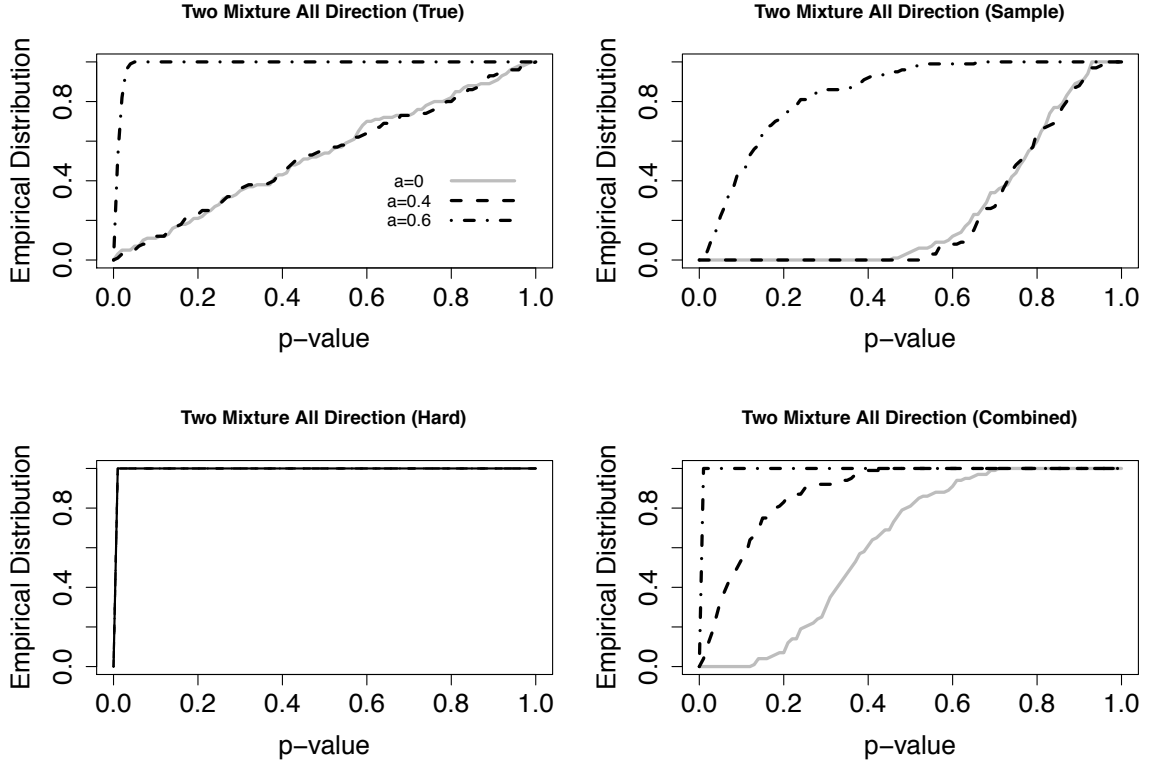 Two Mixture All Direction (True)
Empirical Distribution
0.0 0.4 0.8
a=0
a=0.4
a=0.6
0.0 0.2 0.4 0.6 0.8 1.0
p−value
Two Mixture All Direction (Sample)
Empirical Distribution
0.0 0.4 0.8
0.0 0.2 0.4 0.6 0.8 1.0
p−value
Two Mixture All Direction (Hard)
Empirical Distribution
0.0 0.4 0.8
0.0 0.2 0.4 0.6 0.8 1.0
p−value
Two Mixture All Direction (Combined)
Empirical Distribution
0.0 0.4 0.8
0.0 0.2 0.4 0.6 0.8 1.0
p−value